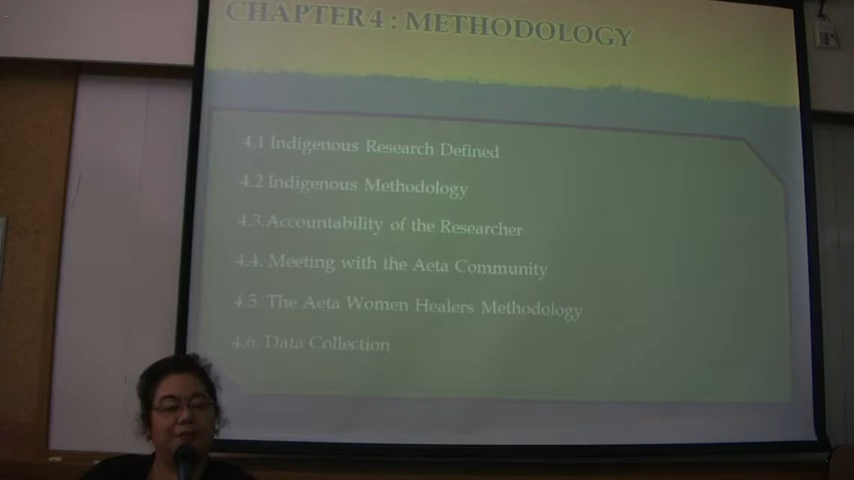 CHAPTER 4 : METHODOLOGY
4.1 Indigenous Research Defined
4.2 Indigenous Methodology
4.3.Accountability of the Researcher
4.4. Meeting with the Aeta Community
4.5. The Aeta Women Healers Methodology
4.6. Data Collection